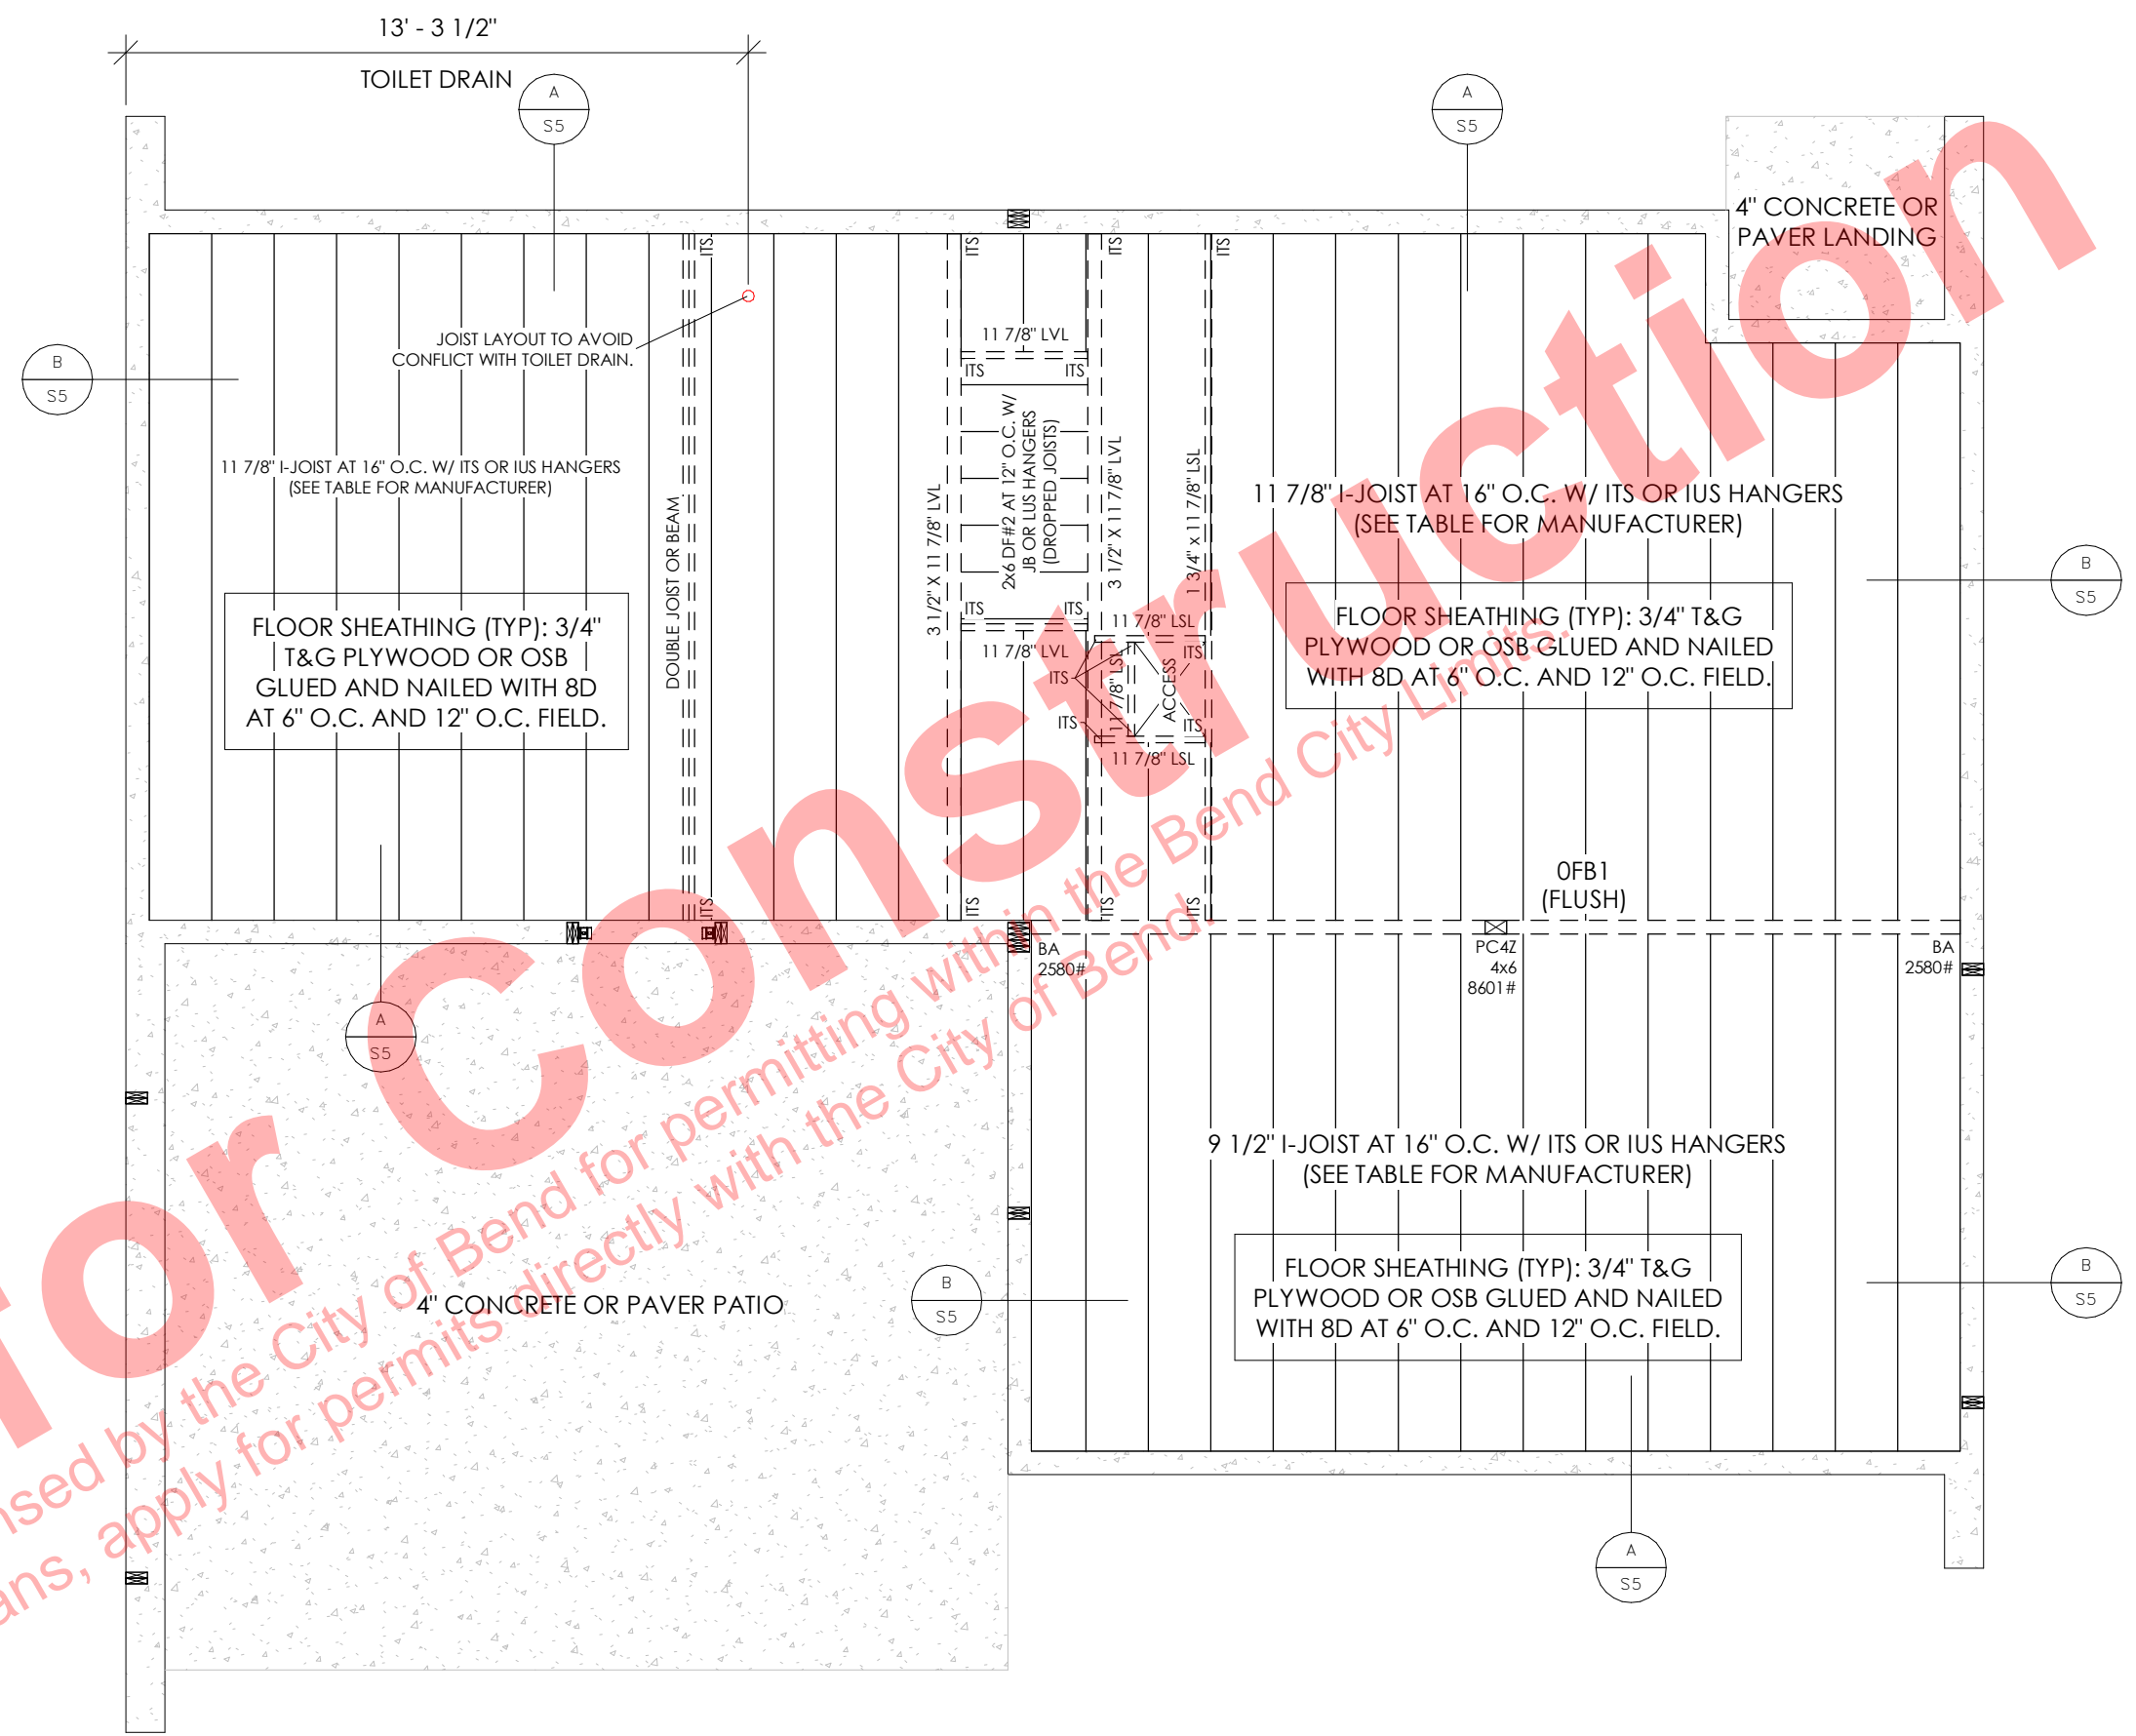 13' - 3 1/2"
TOILET DRAIN
A
S5
A
S5
4" CONCRETE OR
PAVER LANDING
ITS
ITS
ITS
ITS
JOIST LAYOUT TO AVOID
CONFLICT WITH TOILET DRAIN.
11 7/8" LVL
ITS
ITS
B
S5
11 7/8" I-JOIST AT 16" O.C. W/ ITS OR IUS HANGERS
(SEE TABLE FOR MANUFACTURER)
DOUBLE JOIST OR BEAM
3 1/2" X 11 7/8" LVL
2x6 DF#2 AT 12" O.C. W/
JB OR LUS HANGERS
(DROPPED JOISTS)
3 1/2" X 11 7/8" LVL
1 3/4" x 11 7/8" LSL
11 7/8" I-JOIST AT 16" O.C. W/ ITS OR IUS HANGERS
(SEE TABLE FOR MANUFACTURER)
B
S5
FLOOR SHEATHING (TYP): 3/4"
T&G PLYWOOD OR OSB
GLUED AND NAILED WITH 8D
AT 6" O.C. AND 12" O.C. FIELD.
FLOOR SHEATHING (TYP): 3/4" T&G
PLYWOOD OR OSB GLUED AND NAILED
WITH 8D AT 6" O.C. AND 12" O.C. FIELD.
ITS
ITS
11 7/8" LVL
11 7/8" LSL
ITS
ITS
11 7/8" LSL
ACCESS
ITS
ITS
11 7/8" LSL
ITS
ITS
ITS
ITS
0FB1
(FLUSH)
BA
2580#
PC4Z
4x6
8601#
BA
2580#
A
S5
9 1/2" I-JOIST AT 16" O.C. W/ ITS OR IUS HANGERS
(SEE TABLE FOR MANUFACTURER)
4" CONCRETE OR PAVER PATIO
B
S5
FLOOR SHEATHING (TYP): 3/4" T&G
PLYWOOD OR OSB GLUED AND NAILED
WITH 8D AT 6" O.C. AND 12" O.C. FIELD.
B
S5
A
S5
for Construction
by the City of Bend for permitting within the Bend City Limits.
apply for permits directly with the City of Bend.